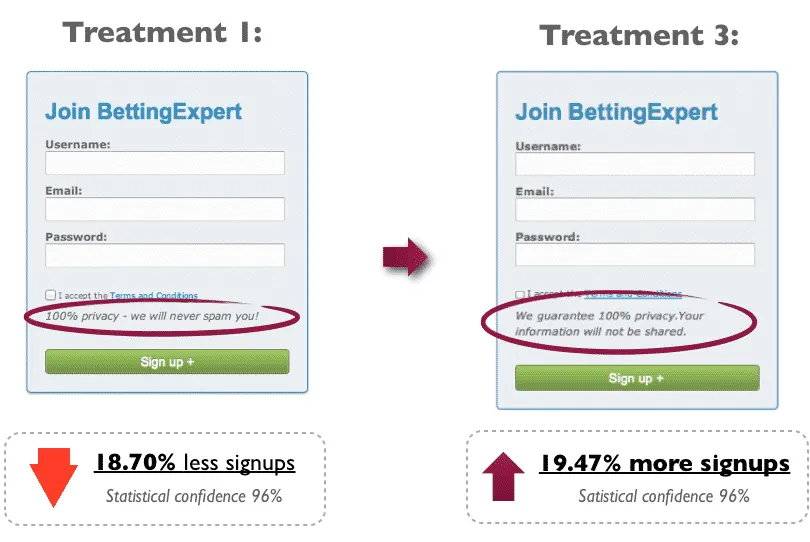 Treatment 1:
Join BettingExpert
Username:
Email:
Password:
I accept the Terms and Conditions
100% privacy - we will never spam you!
Sign up +
18.70% less signups
Statistical confidence 96%
Treatment 3:
Join BettingExpert
Username:
Email:
Password:
I accept the Terms and Conditions
We guarantee 100% privacy.Your
information will not be shared.
Sign up +
19.47% more signups
Satistical confidence 96%